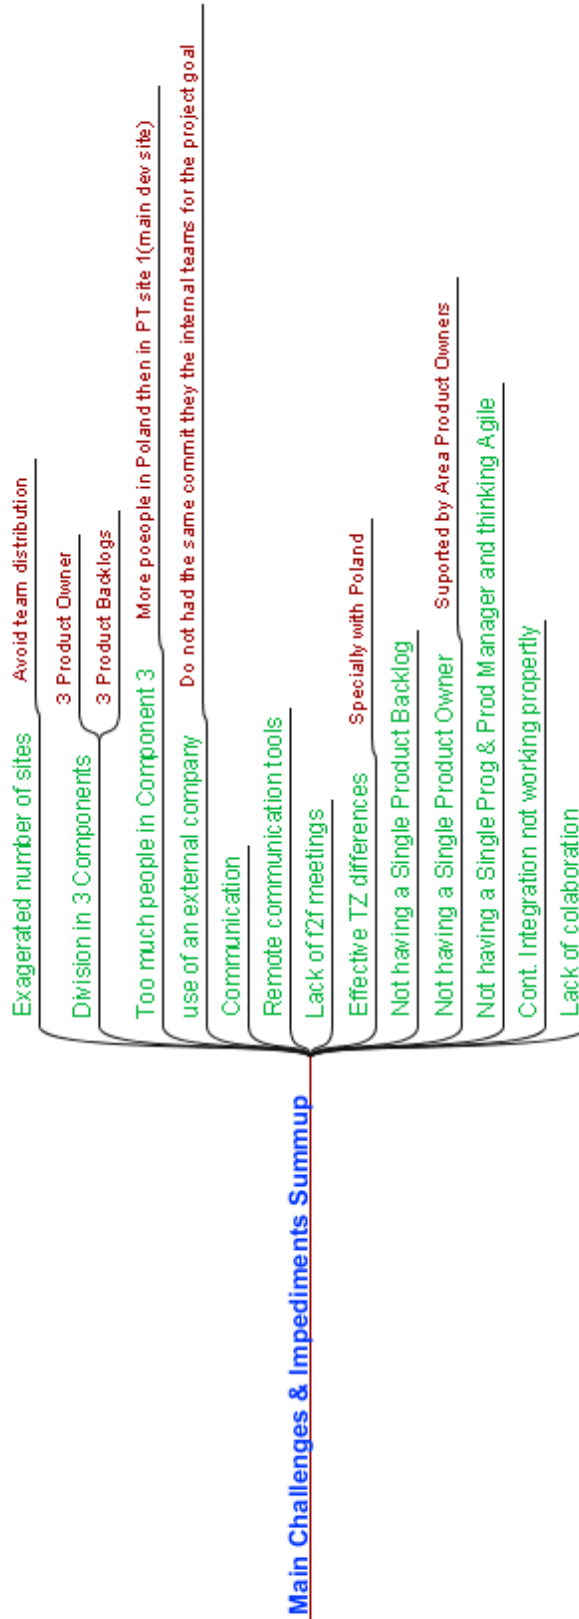 Main Challenges & Impediments Summup
Exagerated number of sites
Avoid team distribution
Division in 3 Components
3 Product Owner
3 Product Backlogs
Too much people in Component 3
More poeople in Poland then in PT site 1(main dev site)
use of an external company
Do not had the same commit they the internal teams for the project goal
Communication
Remote communication tools
Lack of f2f meetings
Effective TZ differences
Specially with Poland
Not having a Single Product Backlog
Not having a Single Product Owner
Suported by Area Product Owners
Not having a Single Prog & Prod Manager and thinking Agile
Cont. Integration not working propertly
Lack of colaboration